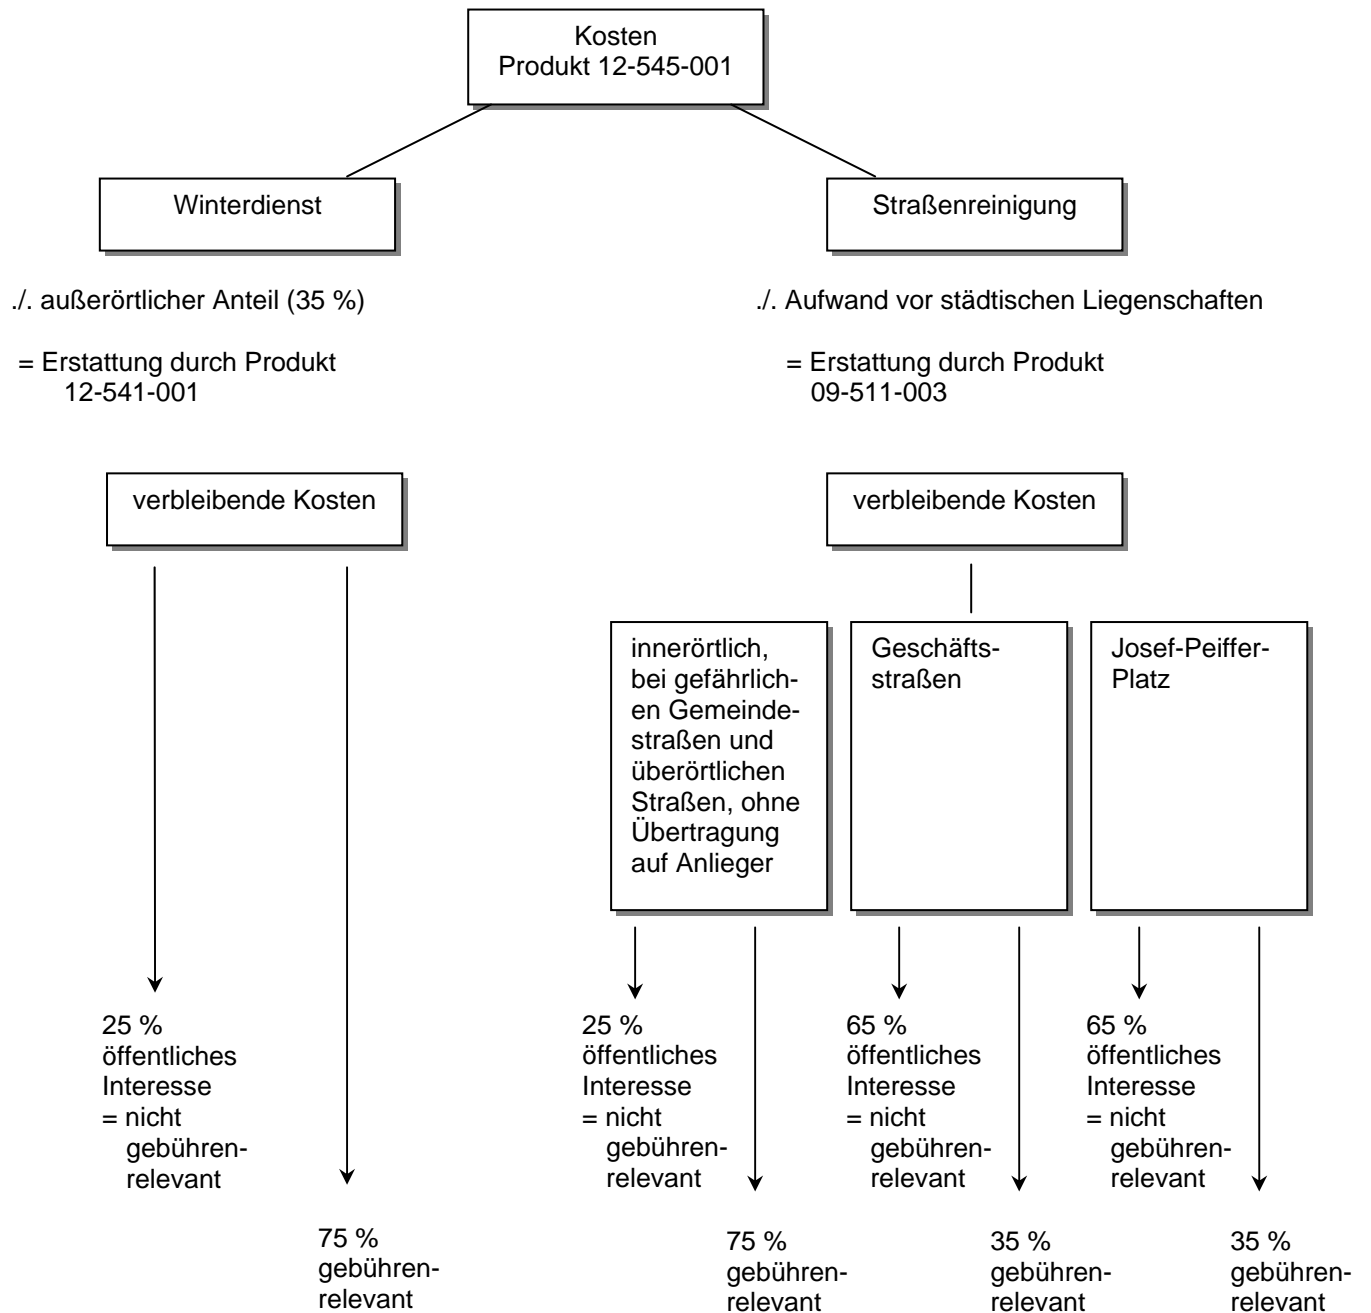 Kosten
Produkt 12-545-001
Winterdienst
Straßenreinigung
./. außerörtlicher Anteil (35 %)
./. Aufwand vor städtischen Liegenschaften
= Erstattung durch Produkt
12-541-001
= Erstattung durch Produkt
09-511-003
verbleibende Kosten
verbleibende Kosten
innerörtlich,
bei gefährlich-
en Gemeinde-
straßen und
überörtlichen
Straßen, ohne
Übertragung
auf Anlieger
Geschäfts-
straßen
Josef-Peiffer-
Platz
25 %
öffentliches
Interesse
= nicht
gebühren-
relevant
75 %
gebühren-
relevant
25 %
öffentliches
Interesse
= nicht
gebühren-
relevant
75 %
gebühren-
relevant
65 %
öffentliches
Interesse
= nicht
gebühren-
relevant
35 %
gebühren-
relevant
65 %
öffentliches
Interesse
= nicht
gebühren-
relevant
35 %
gebühren-
relevant